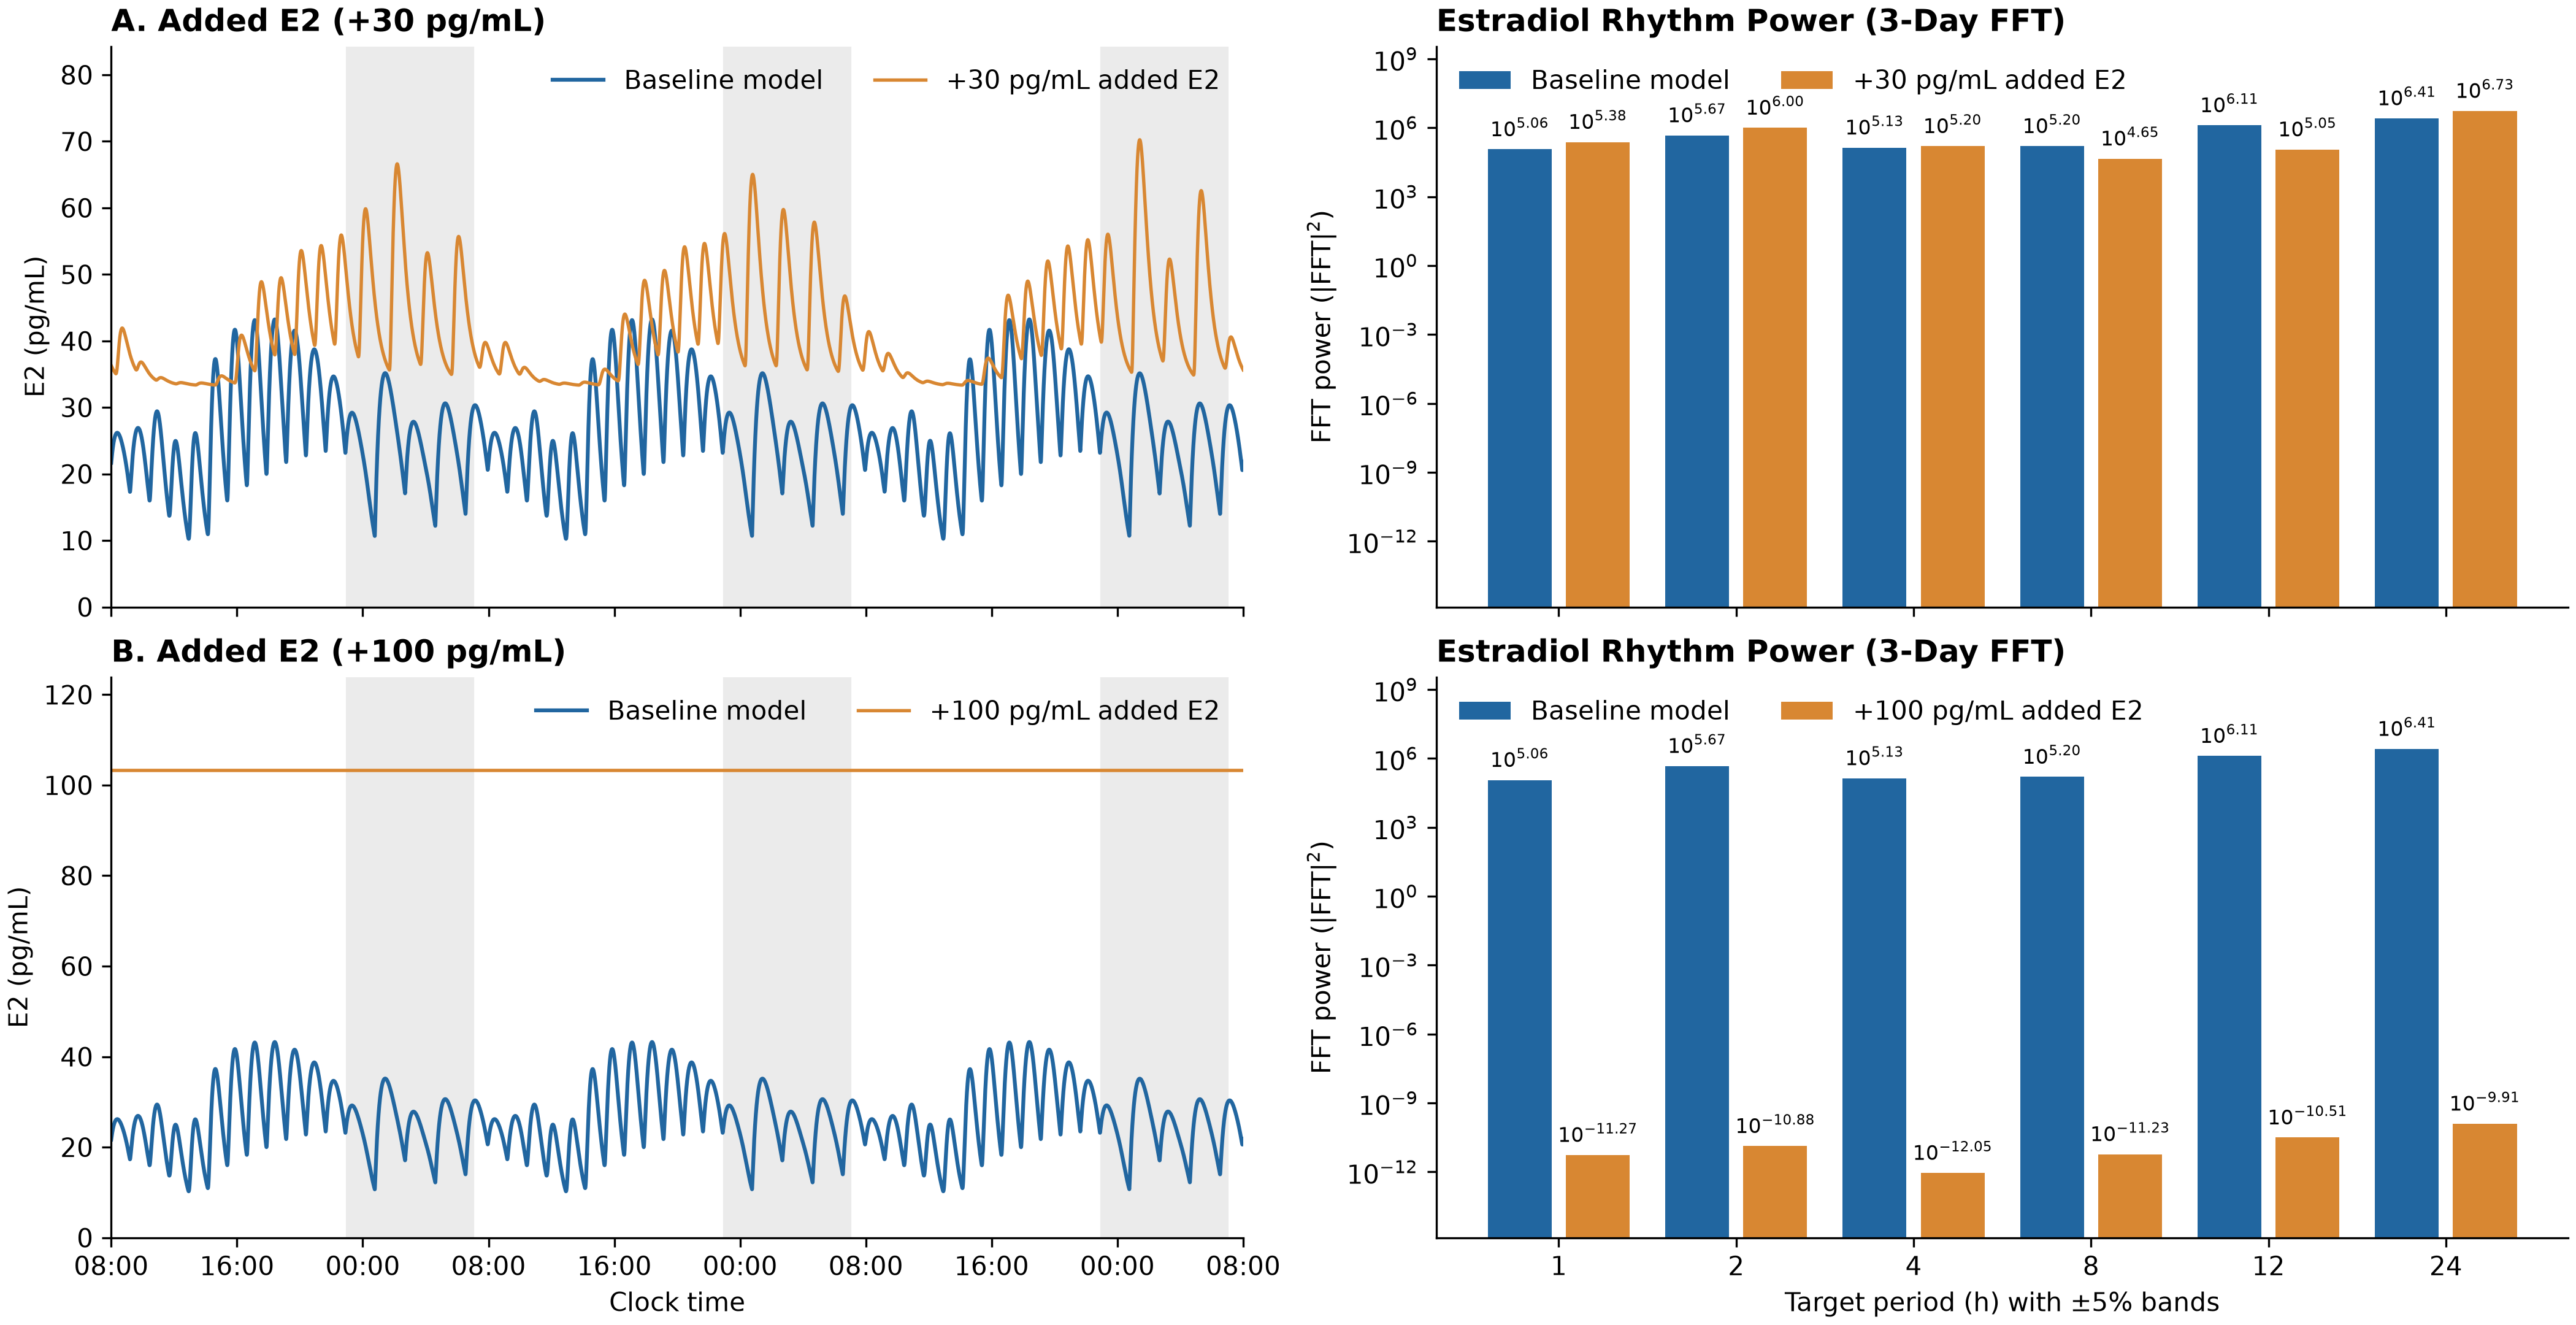 A. Added E2 (+30 pg/mL)
Baseline model
+30 pg/mL added E2
80
70
60
50
40
30
20
10
0
E2 (pg/mL)
Estradiol Rhythm Power (3-Day FFT)
Baseline model
+30 pg/mL added E2
10^9
10^6
10^3
10^0
10^−3
10^−6
10^−9
10^−12
FFT power (|FFT|^2)
10^5.06
10^5.38
10^5.67
10^6.00
10^5.13
10^5.20
10^5.20
10^4.65
10^6.11
10^5.05
10^6.41
10^6.73
B. Added E2 (+100 pg/mL)
Baseline model
+100 pg/mL added E2
120
100
80
60
40
20
0
E2 (pg/mL)
08:00 16:00 00:00 08:00 16:00 00:00 08:00 16:00 00:00 08:00
Clock time
Estradiol Rhythm Power (3-Day FFT)
Baseline model
+100 pg/mL added E2
10^9
10^6
10^3
10^0
10^−3
10^−6
10^−9
10^−12
FFT power (|FFT|^2)
10^5.06
10^−11.27
10^5.67
10^−10.88
10^5.13
10^−12.05
10^5.20
10^−11.23
10^6.11
10^−10.51
10^6.41
10^−9.91
1 2 4 8 12 24
Target period (h) with ±5% bands